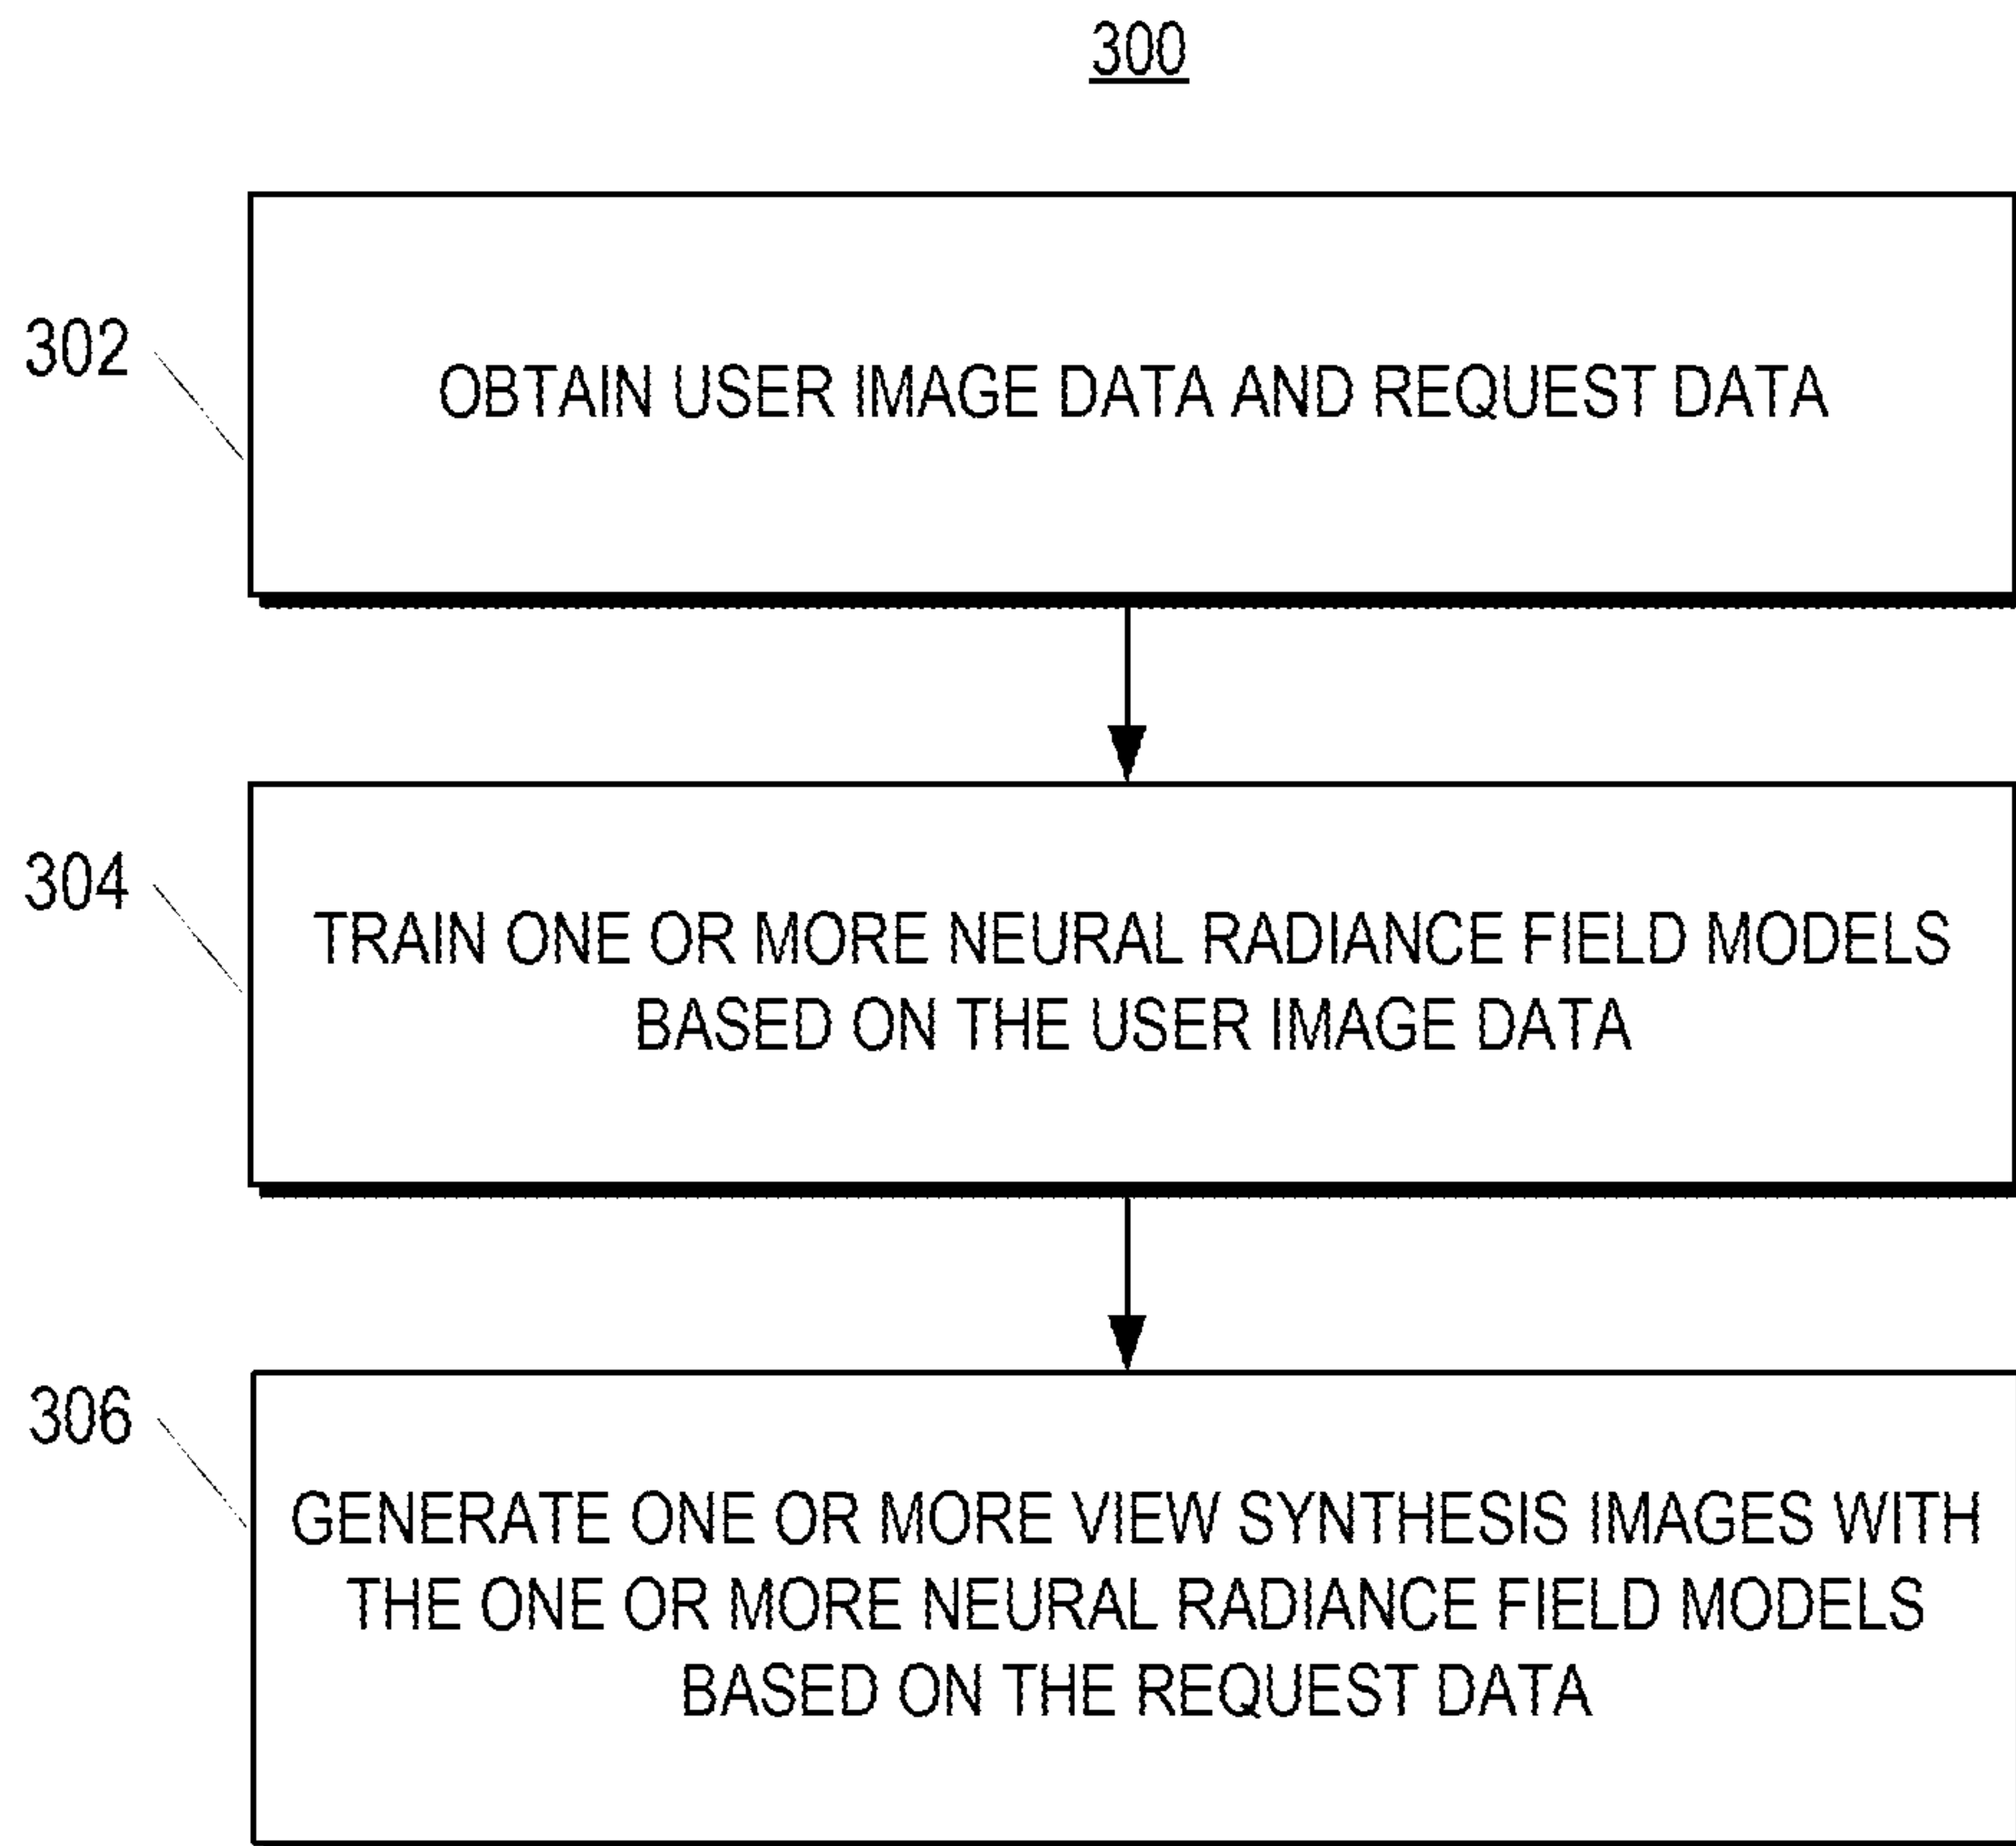 300
302
OBTAIN USER IMAGE DATA AND REQUEST DATA
304
TRAIN ONE OR MORE NEURAL RADIANCE FIELD MODELS
BASED ON THE USER IMAGE DATA
306
GENERATE ONE OR MORE VIEW SYNTHESIS IMAGES WITH
THE ONE OR MORE NEURAL RADIANCE FIELD MODELS
BASED ON THE REQUEST DATA